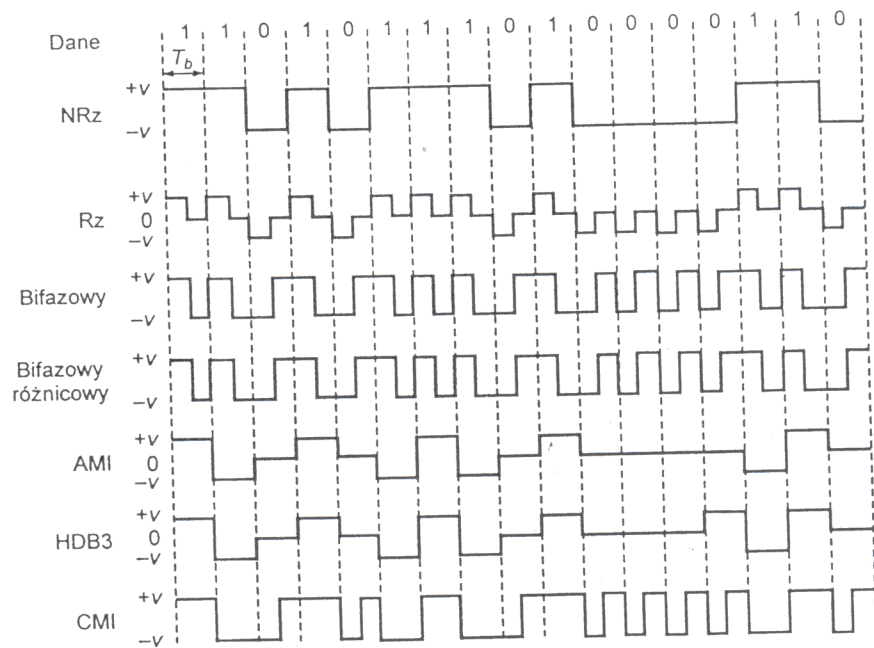 Dane 1 1 0 1 0 1 1 1 0 1 0 0 0 0 1 1 0
T_b
+v
NRz
−v
+v
Rz 0
−v
+v
Bifazowy
−v
+v
Bifazowy
różnicowy
−v
+v
AMI 0
−v
+v
HDB3 0
−v
+v
CMI
−v